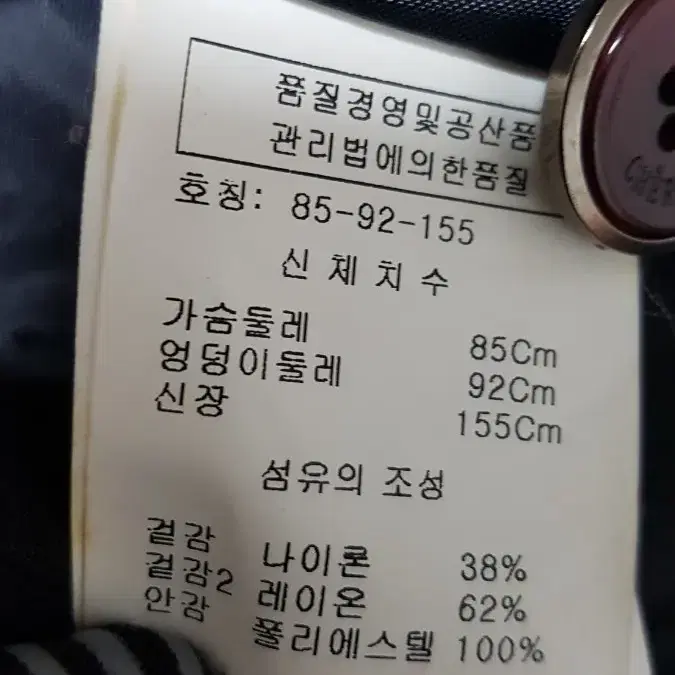 품질경영및공산품
관리법에의한품질
호칭: 85-92-155
신체치수
가슴둘레 85Cm
엉덩이둘레 92Cm
신장 155Cm
섬유의 조성
겉감 나이론 38%
겉감2 레이온 62%
안감 폴리에스텔 100%